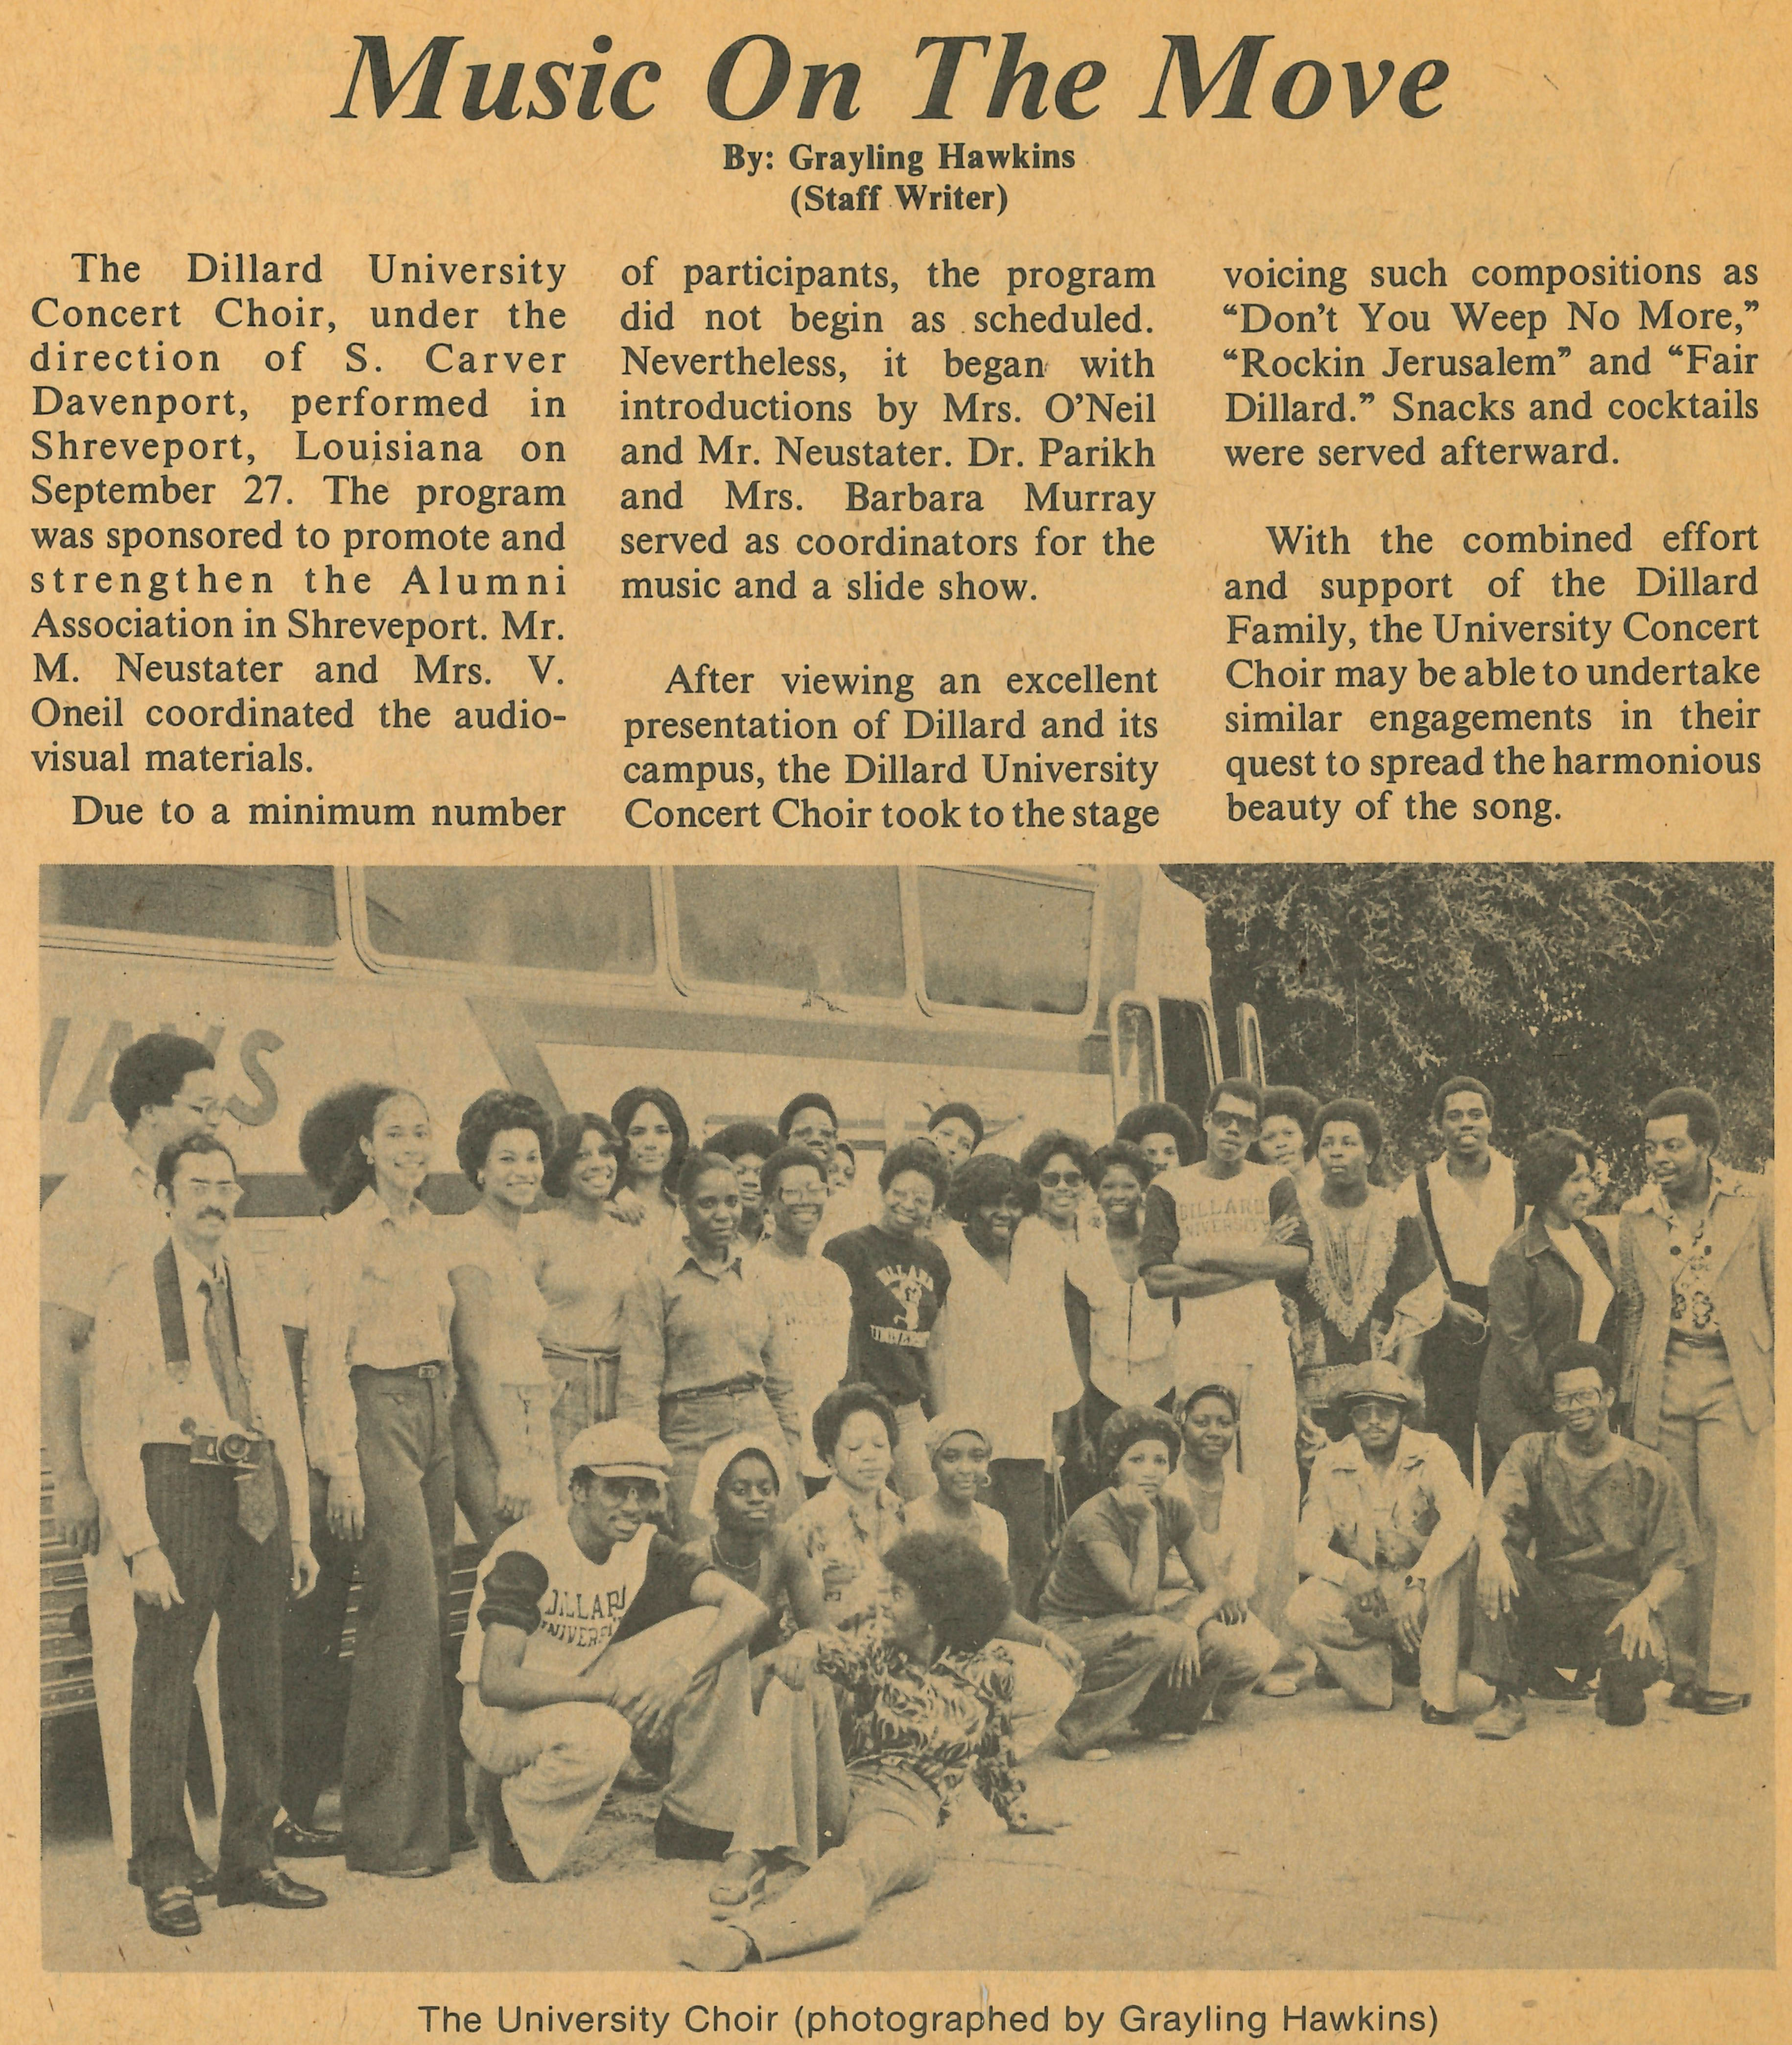 Music On The Move
By: Grayling Hawkins
(Staff Writer)
The Dillard University
Concert Choir, under the
direction of S. Carver
Davenport, performed in
Shreveport, Louisiana on
September 27. The program
was sponsored to promote and
strengthen the Alumni
Association in Shreveport. Mr.
M. Neustater and Mrs. V.
Oneil coordinated the audio-
visual materials.
Due to a minimum number
of participants, the program
did not begin as scheduled.
Nevertheless, it began with
introductions by Mrs. O'Neil
and Mr. Neustater. Dr. Parikh
and Mrs. Barbara Murray
served as coordinators for the
music and a slide show.
After viewing an excellent
presentation of Dillard and its
campus, the Dillard University
Concert Choir took to the stage
voicing such compositions as
“Don't You Weep No More,”
“Rockin Jerusalem” and “Fair
Dillard.” Snacks and cocktails
were served afterward.
With the combined effort
and support of the Dillard
Family, the University Concert
Choir may be able to undertake
similar engagements in their
quest to spread the harmonious
beauty of the song.
DILLARD
UNIVERSITY
The University Choir (photographed by Grayling Hawkins)